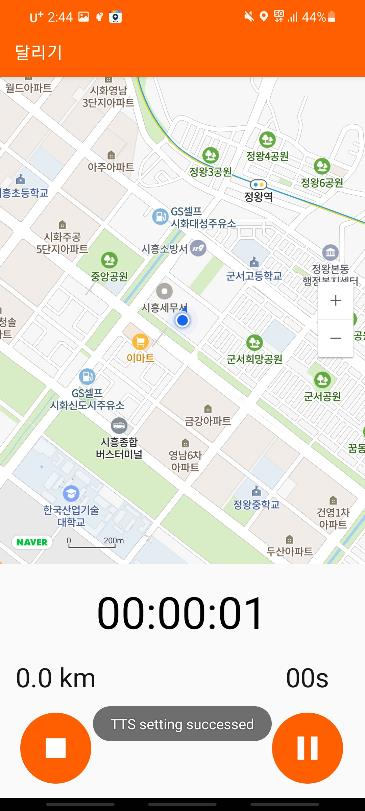 U+ 2:44 5G 44%
달리기
월드아파트
시화영남
3단지아파트
아주아파트
정왕4공원
정왕3공원
정왕6공원
정왕역
시흥초등학교
GS셀프
시화대성주유소
시화주공
5단지아파트
시흥소방서
중앙공원
군서고등학교
정왕본동
행정복지센터
시흥세무서
+
청솔
이마트
군서희망공원
−
GS셀프
시화신도시주유소
군서공원
금강아파트
시흥종합
버스터미널
영남6차
아파트
꿈동
한국산업기술
대학교
정왕중학교
건영1차
아파트
두산아파트
NAVER
0 200m
00:00:01
0.0 km 00s
TTS setting successed